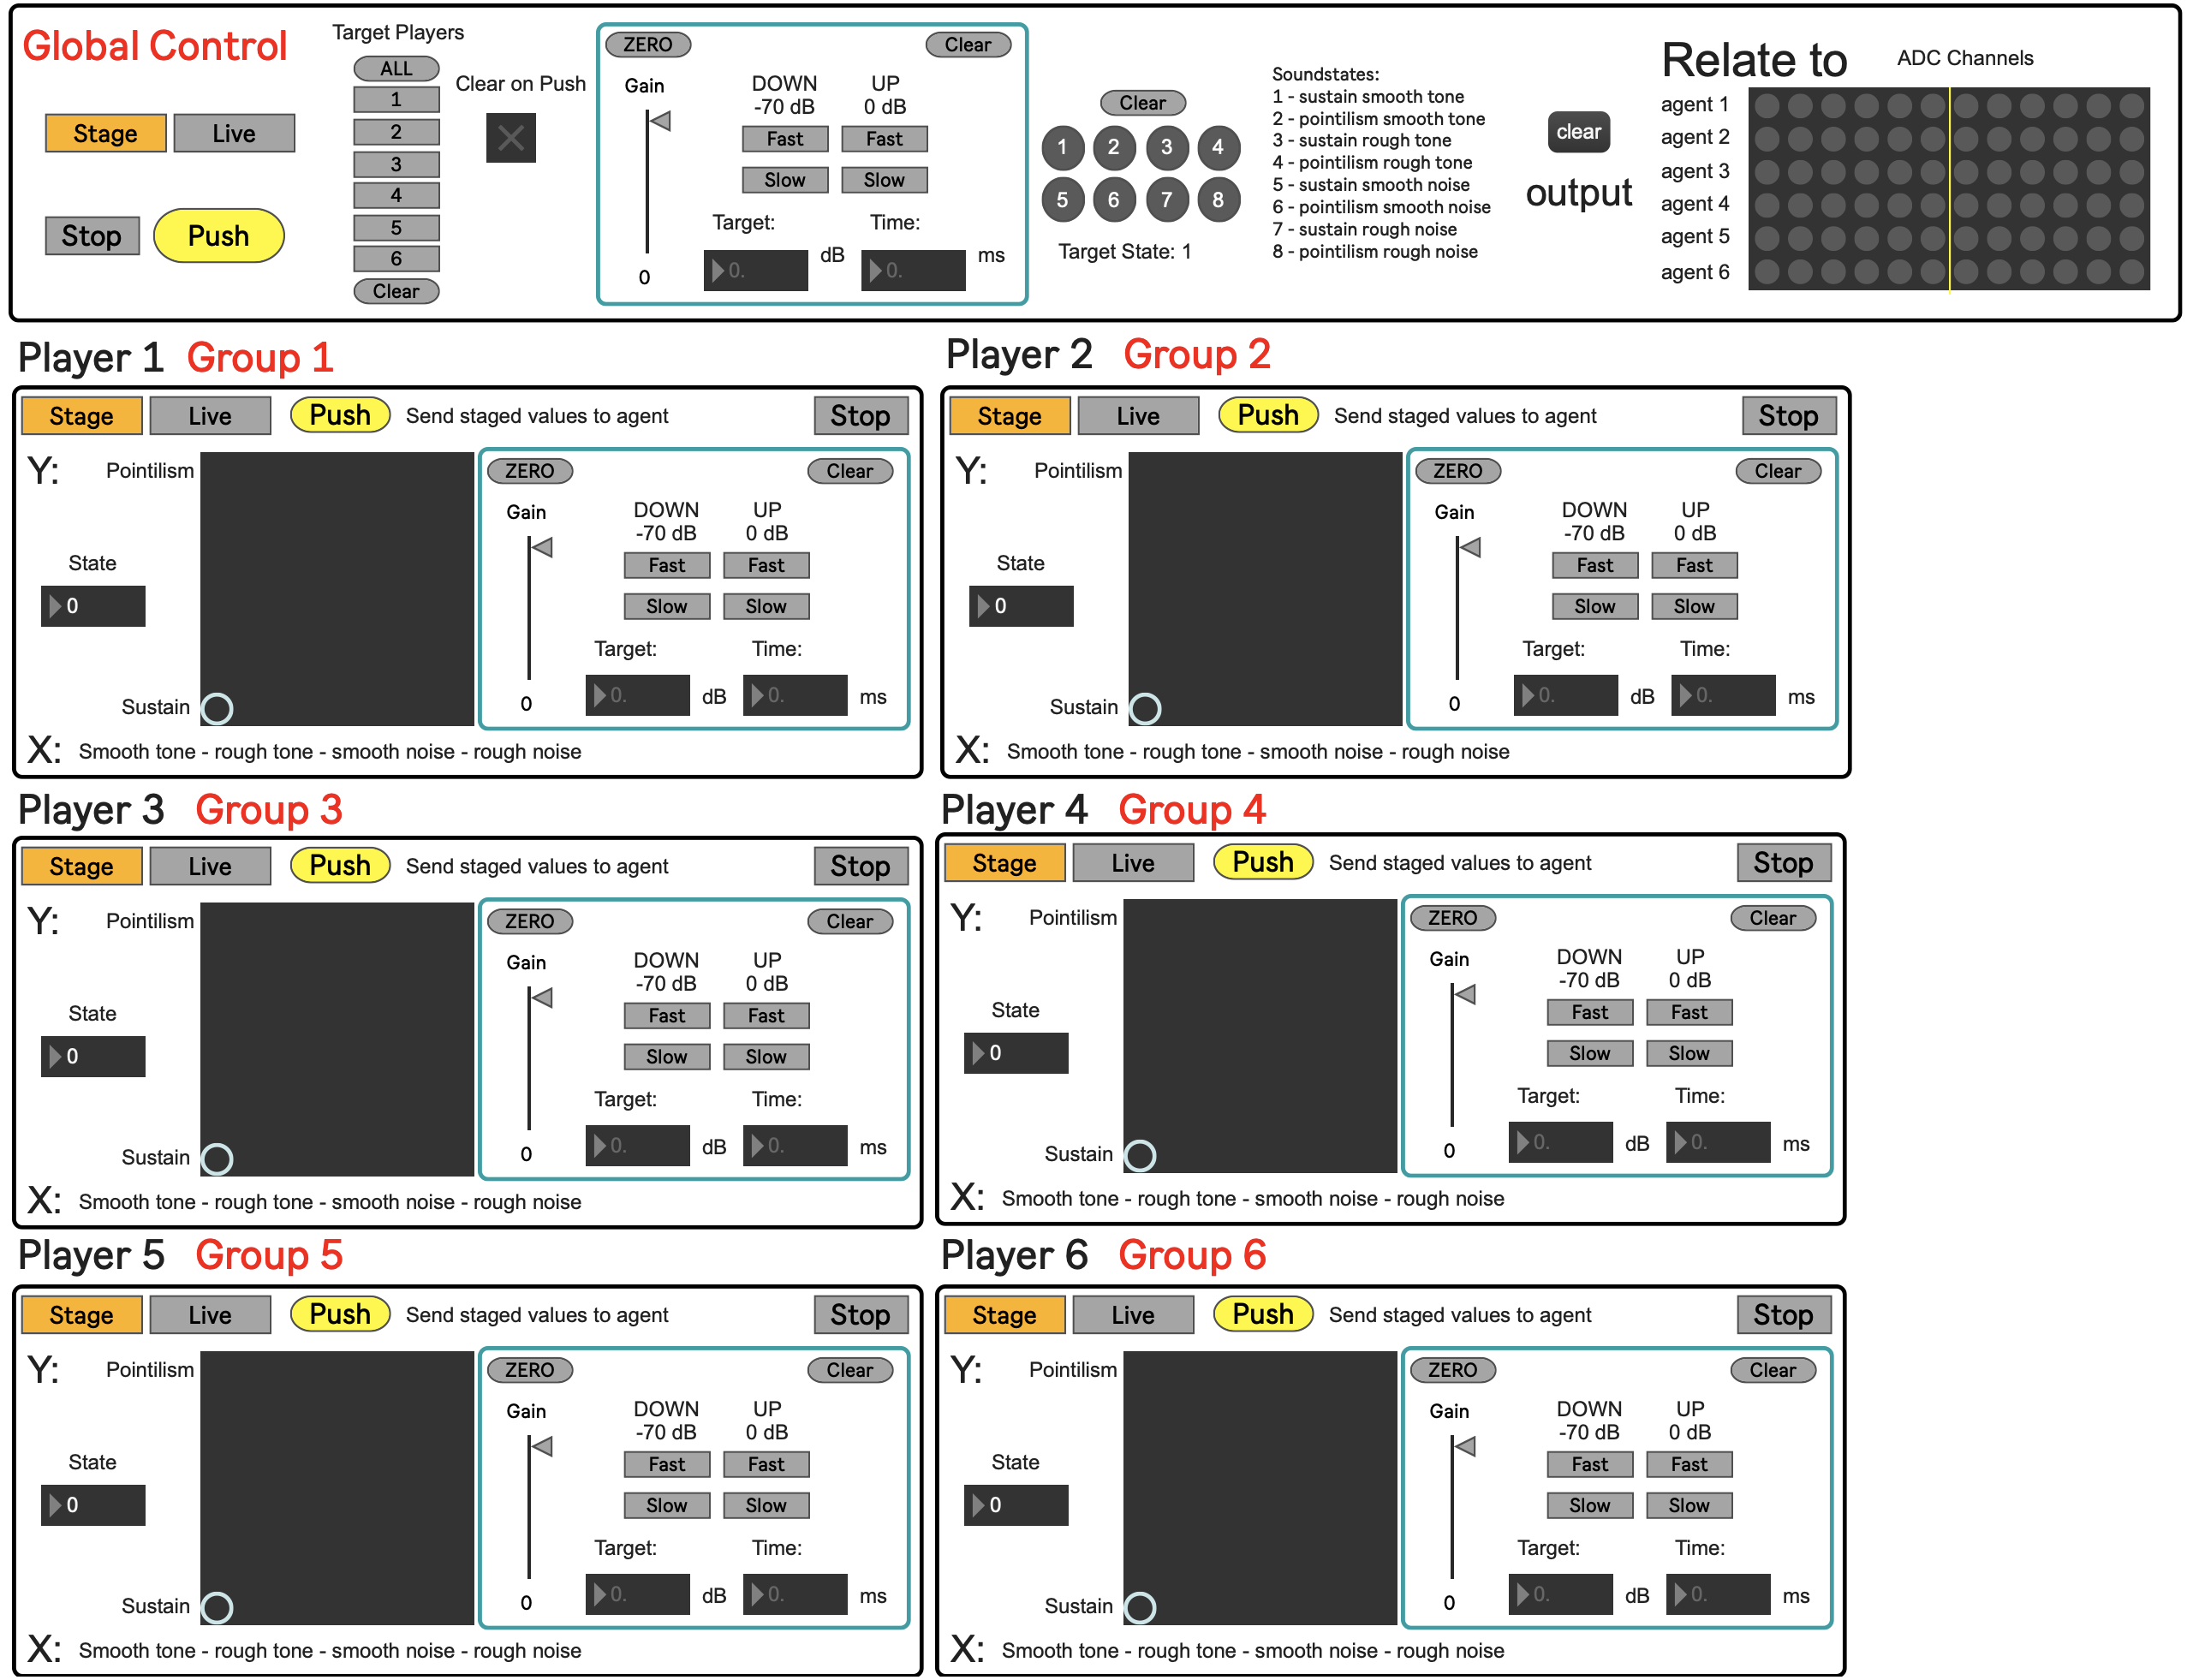 Global Control
Target Players
ALL
1
2
3
4
5
6
Clear
Stage
Live
Stop
Push
Clear on Push
ZERO
Clear
Gain
DOWN
-70 dB
UP
0 dB
Fast
Fast
Slow
Slow
Target:
Time:
0.
dB
0.
ms
0
Clear
1 2 3 4
5 6 7 8
Target State: 1
Soundstates:
1 - sustain smooth tone
2 - pointilism smooth tone
3 - sustain rough tone
4 - pointilism rough tone
5 - sustain smooth noise
6 - pointilism smooth noise
7 - sustain rough noise
8 - pointilism rough noise
clear
output
Relate to
ADC Channels
agent 1
agent 2
agent 3
agent 4
agent 5
agent 6
Player 1 Group 1
Stage
Live
Push
Send staged values to agent
Stop
Y:
Pointilism
State
0
Sustain
X:
Smooth tone - rough tone - smooth noise - rough noise
ZERO
Clear
Gain
DOWN
-70 dB
UP
0 dB
Fast
Fast
Slow
Slow
Target:
Time:
0.
dB
0.
ms
0
Player 2 Group 2
Stage
Live
Push
Send staged values to agent
Stop
Y:
Pointilism
State
0
Sustain
X:
Smooth tone - rough tone - smooth noise - rough noise
ZERO
Clear
Gain
DOWN
-70 dB
UP
0 dB
Fast
Fast
Slow
Slow
Target:
Time:
0.
dB
0.
ms
0
Player 3 Group 3
Stage
Live
Push
Send staged values to agent
Stop
Y:
Pointilism
State
0
Sustain
X:
Smooth tone - rough tone - smooth noise - rough noise
ZERO
Clear
Gain
DOWN
-70 dB
UP
0 dB
Fast
Fast
Slow
Slow
Target:
Time:
0.
dB
0.
ms
0
Player 4 Group 4
Stage
Live
Push
Send staged values to agent
Stop
Y:
Pointilism
State
0
Sustain
X:
Smooth tone - rough tone - smooth noise - rough noise
ZERO
Clear
Gain
DOWN
-70 dB
UP
0 dB
Fast
Fast
Slow
Slow
Target:
Time:
0.
dB
0.
ms
0
Player 5 Group 5
Stage
Live
Push
Send staged values to agent
Stop
Y:
Pointilism
State
0
Sustain
X:
Smooth tone - rough tone - smooth noise - rough noise
ZERO
Clear
Gain
DOWN
-70 dB
UP
0 dB
Fast
Fast
Slow
Slow
Target:
Time:
0.
dB
0.
ms
0
Player 6 Group 6
Stage
Live
Push
Send staged values to agent
Stop
Y:
Pointilism
State
0
Sustain
X:
Smooth tone - rough tone - smooth noise - rough noise
ZERO
Clear
Gain
DOWN
-70 dB
UP
0 dB
Fast
Fast
Slow
Slow
Target:
Time:
0.
dB
0.
ms
0